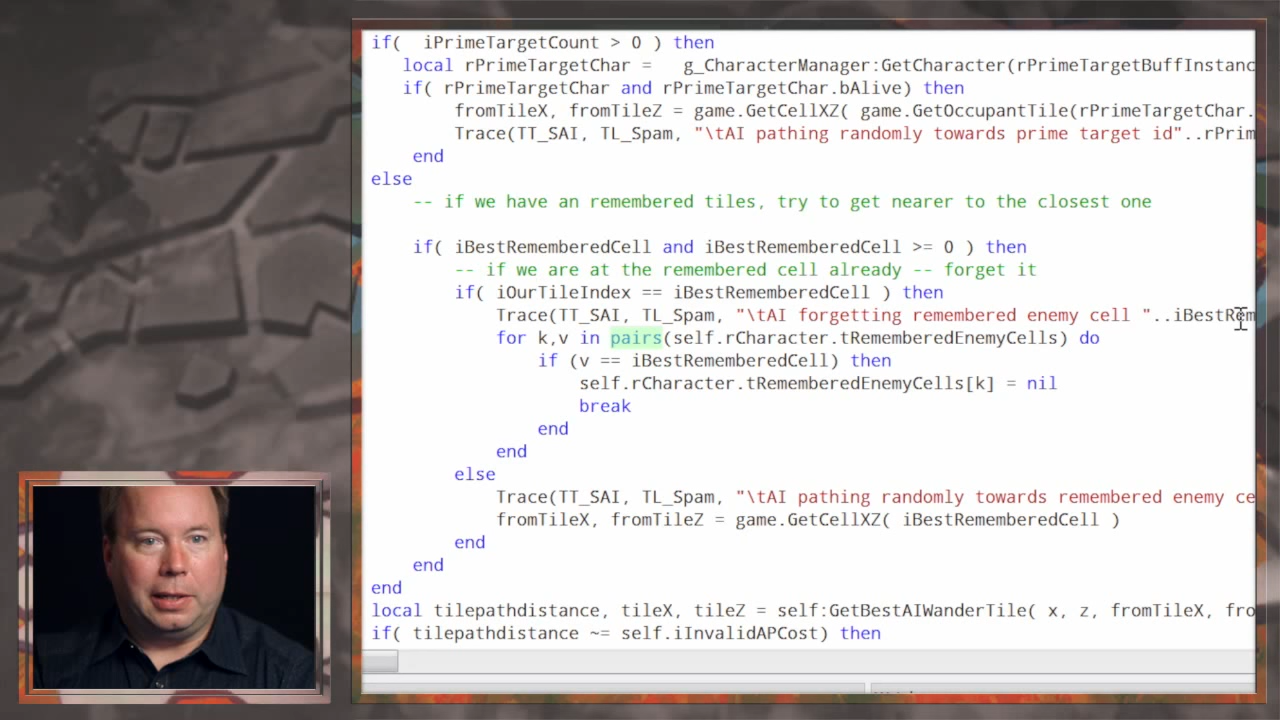 if(  iPrimeTargetCount > 0 ) then
local rPrimeTargetChar =   g_CharacterManager:GetCharacter(rPrimeTargetBuffInstanc
if( rPrimeTargetChar and rPrimeTargetChar.bAlive) then
fromTileX, fromTileZ = game.GetCellXZ( game.GetOccupantTile(rPrimeTargetChar.
Trace(TT_SAI, TL_Spam, "\tAI pathing randomly towards prime target id"..rPrim
end
else
-- if we have an remembered tiles, try to get nearer to the closest one
if( iBestRememberedCell and iBestRememberedCell >= 0 ) then
-- if we are at the remembered cell already -- forget it
if( iOurTileIndex == iBestRememberedCell ) then
Trace(TT_SAI, TL_Spam, "\tAI forgetting remembered enemy cell "..iBestRem
for k,v in pairs(self.rCharacter.tRememberedEnemyCells) do
if (v == iBestRememberedCell) then
self.rCharacter.tRememberedEnemyCells[k] = nil
break
end
end
else
Trace(TT_SAI, TL_Spam, "\tAI pathing randomly towards remembered enemy ce
fromTileX, fromTileZ = game.GetCellXZ( iBestRememberedCell )
end
end
end
local tilepathdistance, tileX, tileZ = self:GetBestAIWanderTile( x, z, fromTileX, fro
if( tilepathdistance ~= self.iInvalidAPCost) then